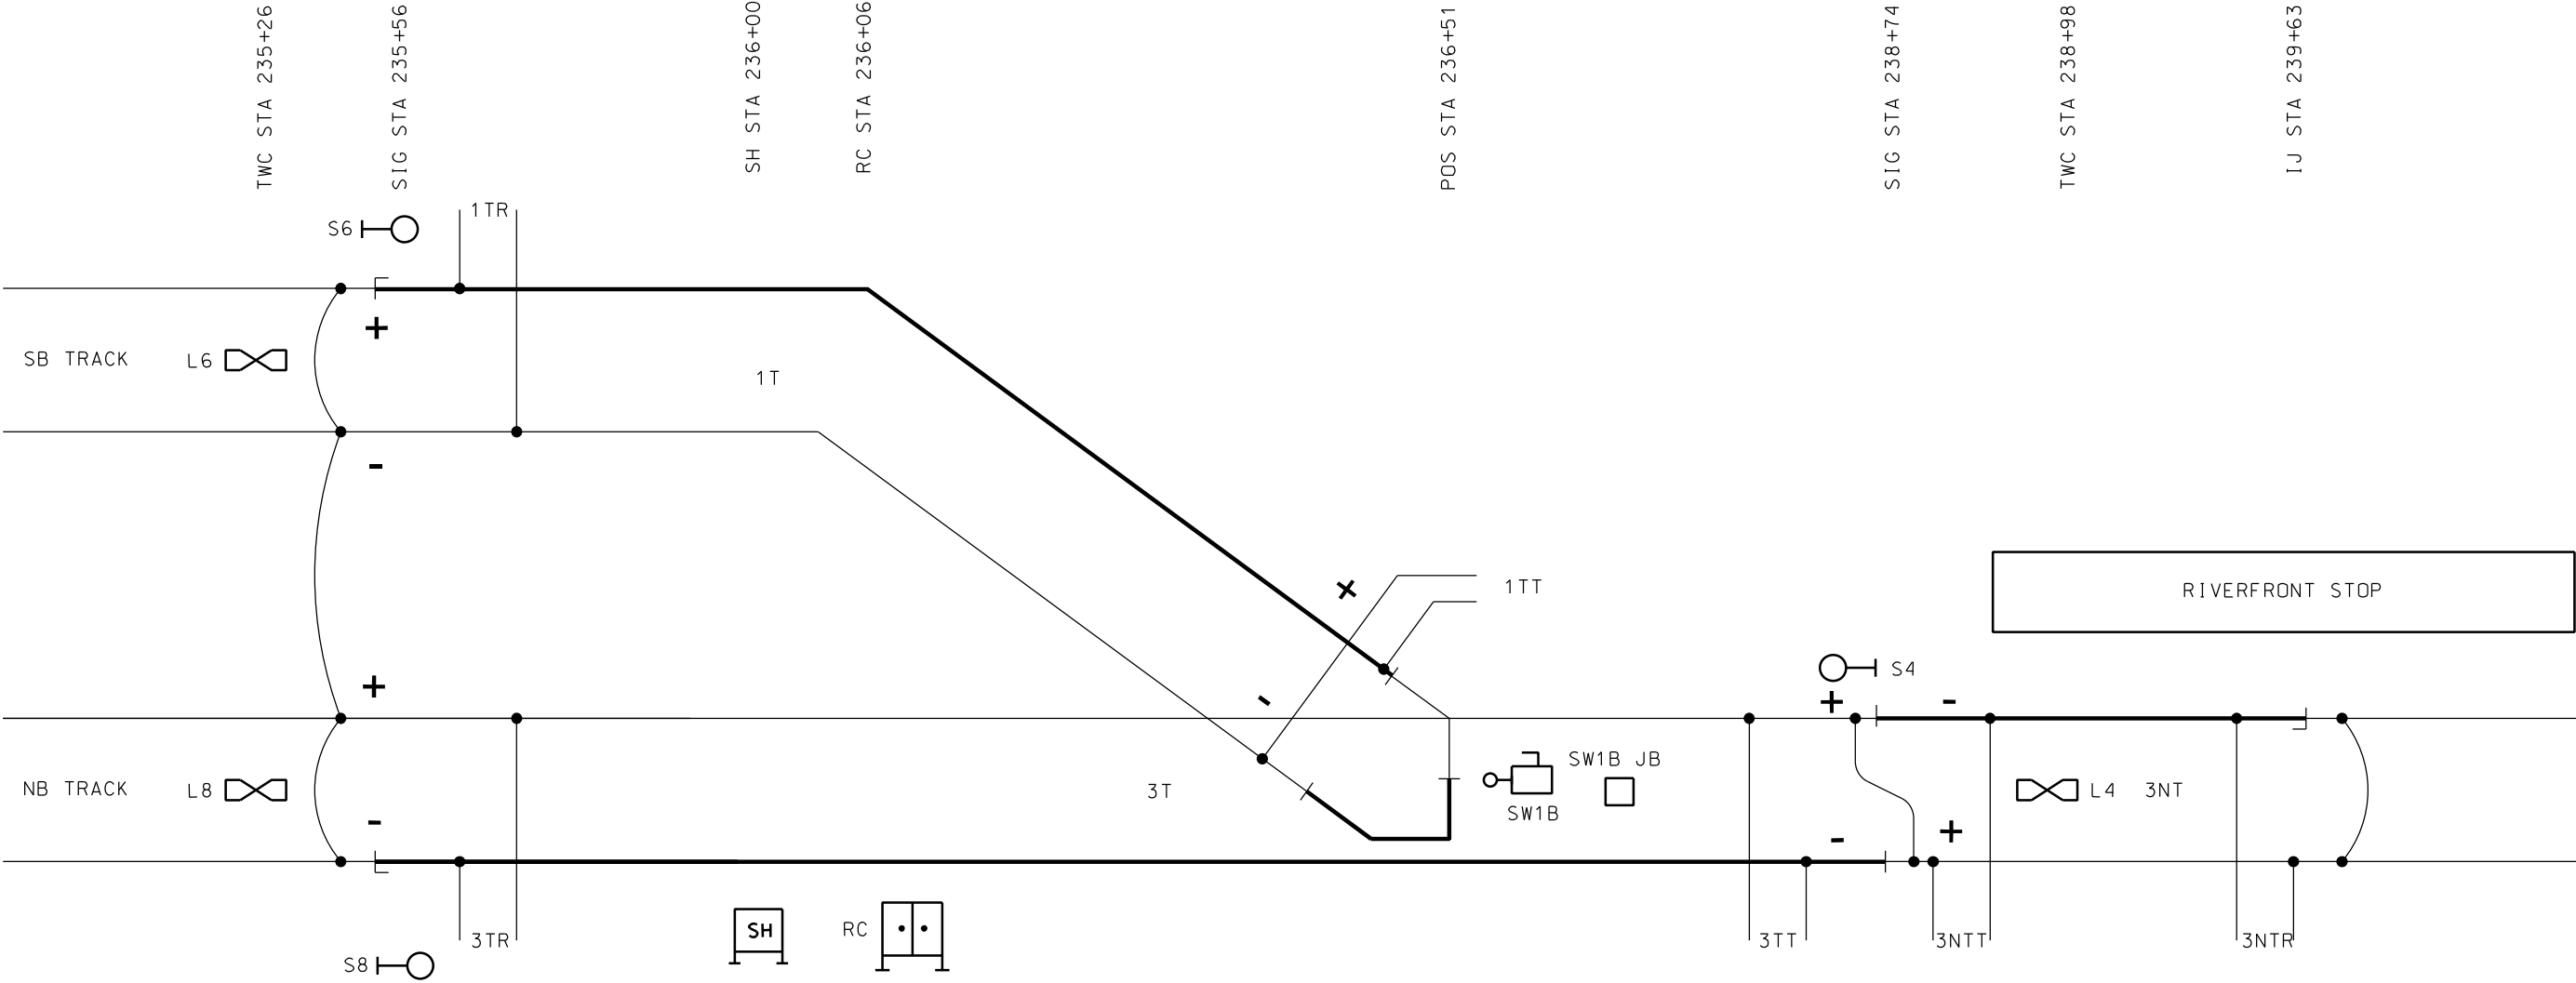 TWC STA 235+26
SIG STA 235+56
SH STA 236+00
RC STA 236+06
POS STA 236+51
SIG STA 238+74
TWC STA 238+98
IJ STA 239+63
1TR
S6
+
SB TRACK
L6
1T
-
RIVERFRONT STOP
+
1TT
S4
-
+
+
-
NB TRACK
L8
3T
SW1B JB
SW1B
L4
3NT
-
-
+
3TR
SH
RC
3TT
3NTT
3NTR
S8